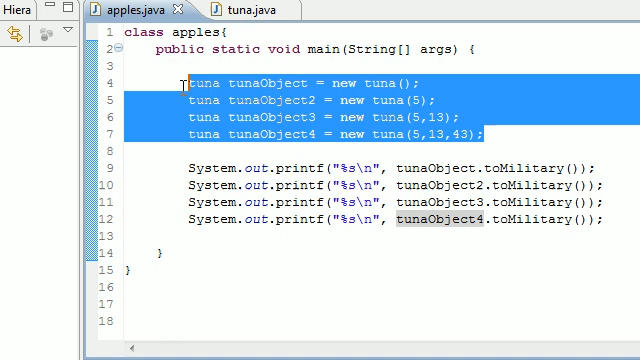 Hiera
apples.java
tuna.java
1 class apples{
2 public static void main(String[] args) {
3
4 tuna tunaObject = new tuna();
5 tuna tunaObject2 = new tuna(5);
6 tuna tunaObject3 = new tuna(5,13);
7 tuna tunaObject4 = new tuna(5,13,43);
8
9 System.out.printf("%s\n", tunaObject.toMilitary());
10 System.out.printf("%s\n", tunaObject2.toMilitary());
11 System.out.printf("%s\n", tunaObject3.toMilitary());
12 System.out.printf("%s\n", tunaObject4.toMilitary());
13
14 }
15 }
16
17
18